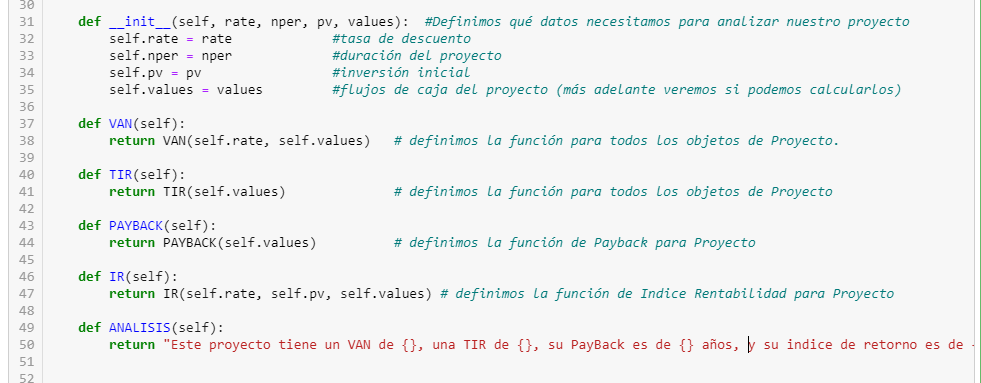 30
31 def __init__(self, rate, nper, pv, values): #Definimos qué datos necesitamos para analizar nuestro proyecto
32 self.rate = rate #tasa de descuento
33 self.nper = nper #duración del proyecto
34 self.pv = pv #inversión inicial
35 self.values = values #flujos de caja del proyecto (más adelante veremos si podemos calcularlos)
36
37 def VAN(self):
38 return VAN(self.rate, self.values) # definimos la función para todos los objetos de Proyecto.
39
40 def TIR(self):
41 return TIR(self.values) # definimos la función para todos los objetos de Proyecto
42
43 def PAYBACK(self):
44 return PAYBACK(self.values) # definimos la función de Payback para Proyecto
45
46 def IR(self):
47 return IR(self.rate, self.pv, self.values) # definimos la función de Indice Rentabilidad para Proyecto
48
49 def ANALISIS(self):
50 return "Este proyecto tiene un VAN de {}, una TIR de {}, su PayBack es de {} años, y su indice de retorno es de
51
52